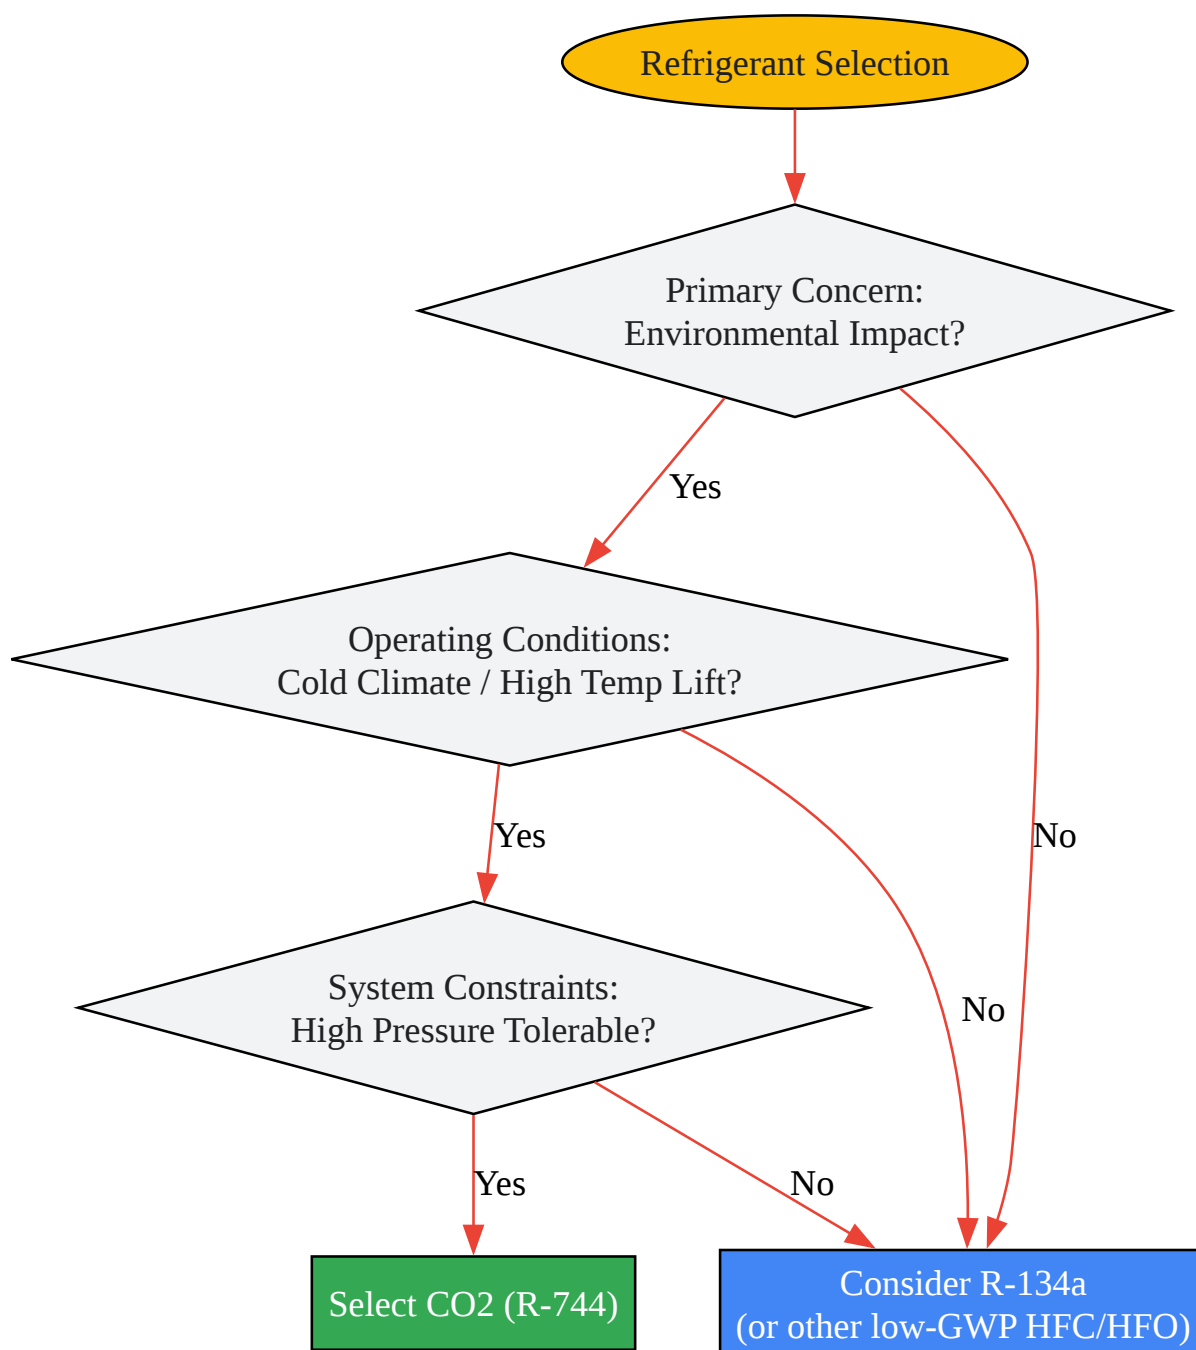 Refrigerant Selection
Primary Concern:
Environmental Impact?
Yes
Operating Conditions:
Cold Climate / High Temp Lift?
Yes
No
System Constraints:
High Pressure Tolerable?
No
Yes
No
Select CO2 (R-744)
Consider R-134a
(or other low-GWP HFC/HFO)